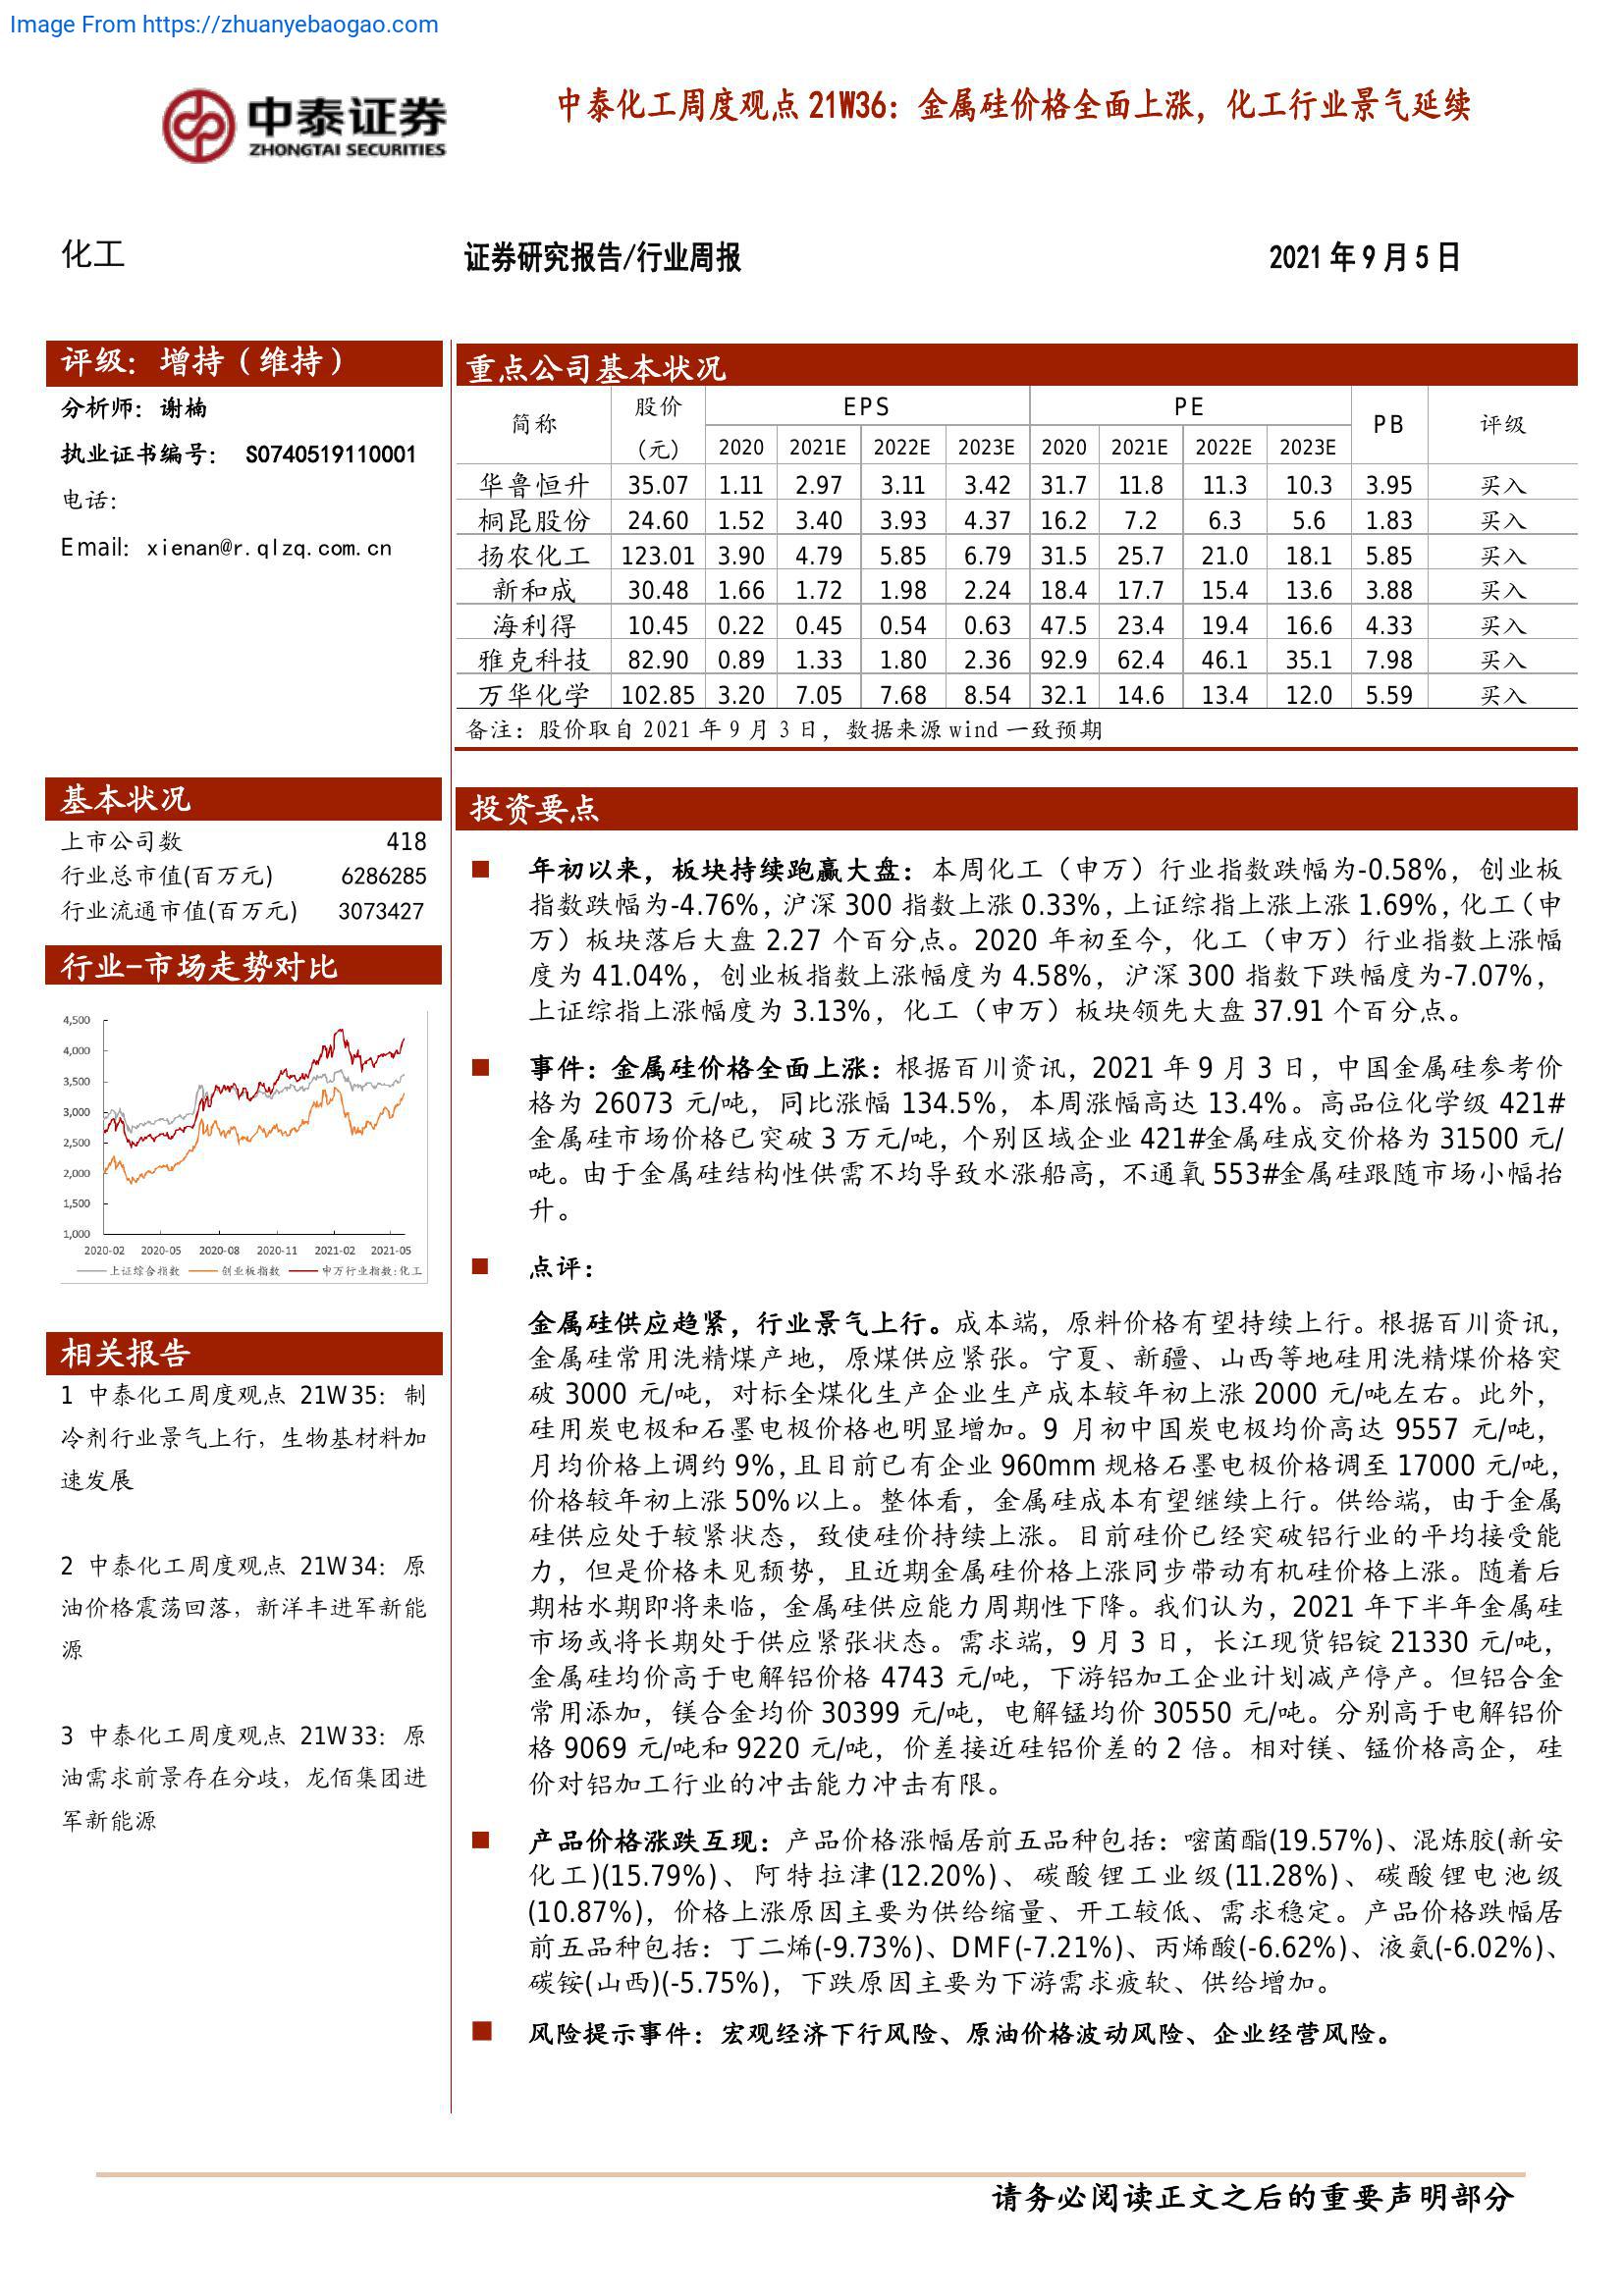 Image From https://zhuanyebaogao.com
中泰证券
ZHONGTAI SECURITIES
中泰化工周度观点 21W36：金属硅价格全面上涨，化工行业景气延续
化工
证券研究报告/行业周报
2021 年 9 月 5 日
评级：增持（维持）
分析师：谢楠
执业证书编号： S0740519110001
电话：
Email：xienan@r.qlzq.com.cn
基本状况
上市公司数 418
行业总市值(百万元) 6286285
行业流通市值(百万元) 3073427
行业-市场走势对比
4,500
4,000
3,500
3,000
2,500
2,000
1,500
1,000
2020-02 2020-05 2020-08 2020-11 2021-02 2021-05
上证综合指数 创业板指数 申万行业指数:化工
相关报告
1 中泰化工周度观点 21W35：制
冷剂行业景气上行，生物基材料加
速发展
2 中泰化工周度观点 21W34：原
油价格震荡回落，新洋丰进军新能
源
3 中泰化工周度观点 21W33：原
油需求前景存在分歧，龙佰集团进
军新能源
重点公司基本状况
简称 股价（元） EPS PE PB 评级
2020 2021E 2022E 2023E 2020 2021E 2022E 2023E
华鲁恒升 35.07 1.11 2.97 3.11 3.42 31.7 11.8 11.3 10.3 3.95 买入
桐昆股份 24.60 1.52 3.40 3.93 4.37 16.2 7.2 6.3 5.6 1.83 买入
扬农化工 123.01 3.90 4.79 5.85 6.79 31.5 25.7 21.0 18.1 5.85 买入
新和成 30.48 1.66 1.72 1.98 2.24 18.4 17.7 15.4 13.6 3.88 买入
海利得 10.45 0.22 0.45 0.54 0.63 47.5 23.4 19.4 16.6 4.33 买入
雅克科技 82.90 0.89 1.33 1.80 2.36 92.9 62.4 46.1 35.1 7.98 买入
万华化学 102.85 3.20 7.05 7.68 8.54 32.1 14.6 13.4 12.0 5.59 买入
备注：股价取自 2021 年 9 月 3 日，数据来源 wind 一致预期
投资要点
年初以来，板块持续跑赢大盘：本周化工（申万）行业指数跌幅为-0.58%，创业板
指数跌幅为-4.76%，沪深 300 指数上涨 0.33%，上证综指上涨上涨 1.69%，化工（申
万）板块落后大盘 2.27 个百分点。2020 年初至今，化工（申万）行业指数上涨幅
度为 41.04%，创业板指数上涨幅度为 4.58%，沪深 300 指数下跌幅度为-7.07%，
上证综指上涨幅度为 3.13%，化工（申万）板块领先大盘 37.91 个百分点。
事件：金属硅价格全面上涨：根据百川资讯，2021 年 9 月 3 日，中国金属硅参考价
格为 26073 元/吨，同比涨幅 134.5%，本周涨幅高达 13.4%。高品位化学级 421#
金属硅市场价格已突破 3 万元/吨，个别区域企业 421#金属硅成交价格为 31500 元/
吨。由于金属硅结构性供需不均导致水涨船高，不通氧 553#金属硅跟随市场小幅抬
升。
点评：
金属硅供应趋紧，行业景气上行。成本端，原料价格有望持续上行。根据百川资讯，
金属硅常用洗精煤产地，原煤供应紧张。宁夏、新疆、山西等地硅用洗精煤价格突
破 3000 元/吨，对标全煤化生产企业生产成本较年初上涨 2000 元/吨左右。此外，
硅用炭电极和石墨电极价格也明显增加。9 月初中国炭电极均价高达 9557 元/吨，
月均价格上调约 9%，且目前已有企业 960mm 规格石墨电极价格调至 17000 元/吨，
价格较年初上涨 50%以上。整体看，金属硅成本有望继续上行。供给端，由于金属
硅供应处于较紧状态，致使硅价持续上涨。目前硅价已经突破铝行业的平均接受能
力，但是价格未见颓势，且近期金属硅价格上涨同步带动有机硅价格上涨。随着后
期枯水期即将来临，金属硅供应能力周期性下降。我们认为，2021 年下半年金属硅
市场或将长期处于供应紧张状态。需求端，9 月 3 日，长江现货铝锭 21330 元/吨，
金属硅均价高于电解铝价格 4743 元/吨，下游铝加工企业计划减产停产。但铝合金
常用添加，镁合金均价 30399 元/吨，电解锰均价 30550 元/吨。分别高于电解铝价
格 9069 元/吨和 9220 元/吨，价差接近硅铝价差的 2 倍。相对镁、锰价格高企，硅
价对铝加工行业的冲击能力冲击有限。
产品价格涨跌互现：产品价格涨幅居前五品种包括：嘧菌酯(19.57%)、混炼胶(新安
化工)(15.79%)、阿特拉津(12.20%)、碳酸锂工业级(11.28%)、碳酸锂电池级
(10.87%)，价格上涨原因主要为供给缩量、开工较低、需求稳定。产品价格跌幅居
前五品种包括：丁二烯(-9.73%)、DMF(-7.21%)、丙烯酸(-6.62%)、液氨(-6.02%)、
碳铵(山西)(-5.75%)，下跌原因主要为下游需求疲软、供给增加。
风险提示事件：宏观经济下行风险、原油价格波动风险、企业经营风险。
请务必阅读正文之后的重要声明部分